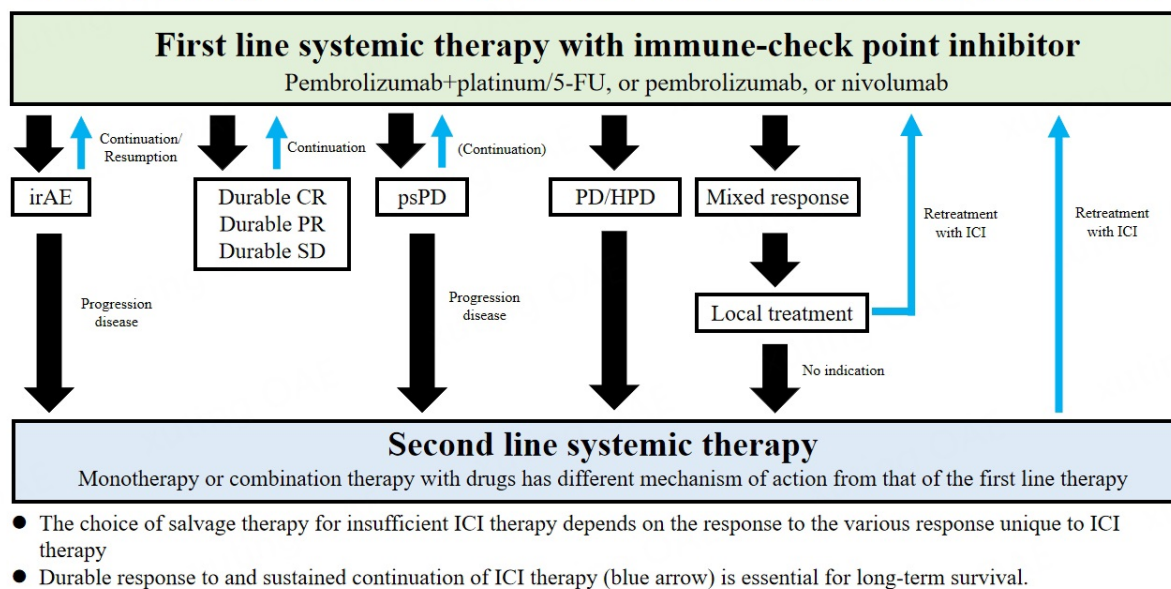 First line systemic therapy with immune-check point inhibitor
Pembrolizumab+platinum/5-FU, or pembrolizumab, or nivolumab
Continuation/
Resumption
Continuation
(Continuation)
irAE
Durable CR
Durable PR
Durable SD
psPD
PD/HPD
Mixed response
Retreatment
with ICI
Retreatment
with ICI
Progression
disease
Progression
disease
Local treatment
No indication
Second line systemic therapy
Monotherapy or combination therapy with drugs has different mechanism of action from that of the first line therapy
● The choice of salvage therapy for insufficient ICI therapy depends on the response to the various response unique to ICI
therapy
● Durable response to and sustained continuation of ICI therapy (blue arrow) is essential for long-term survival.